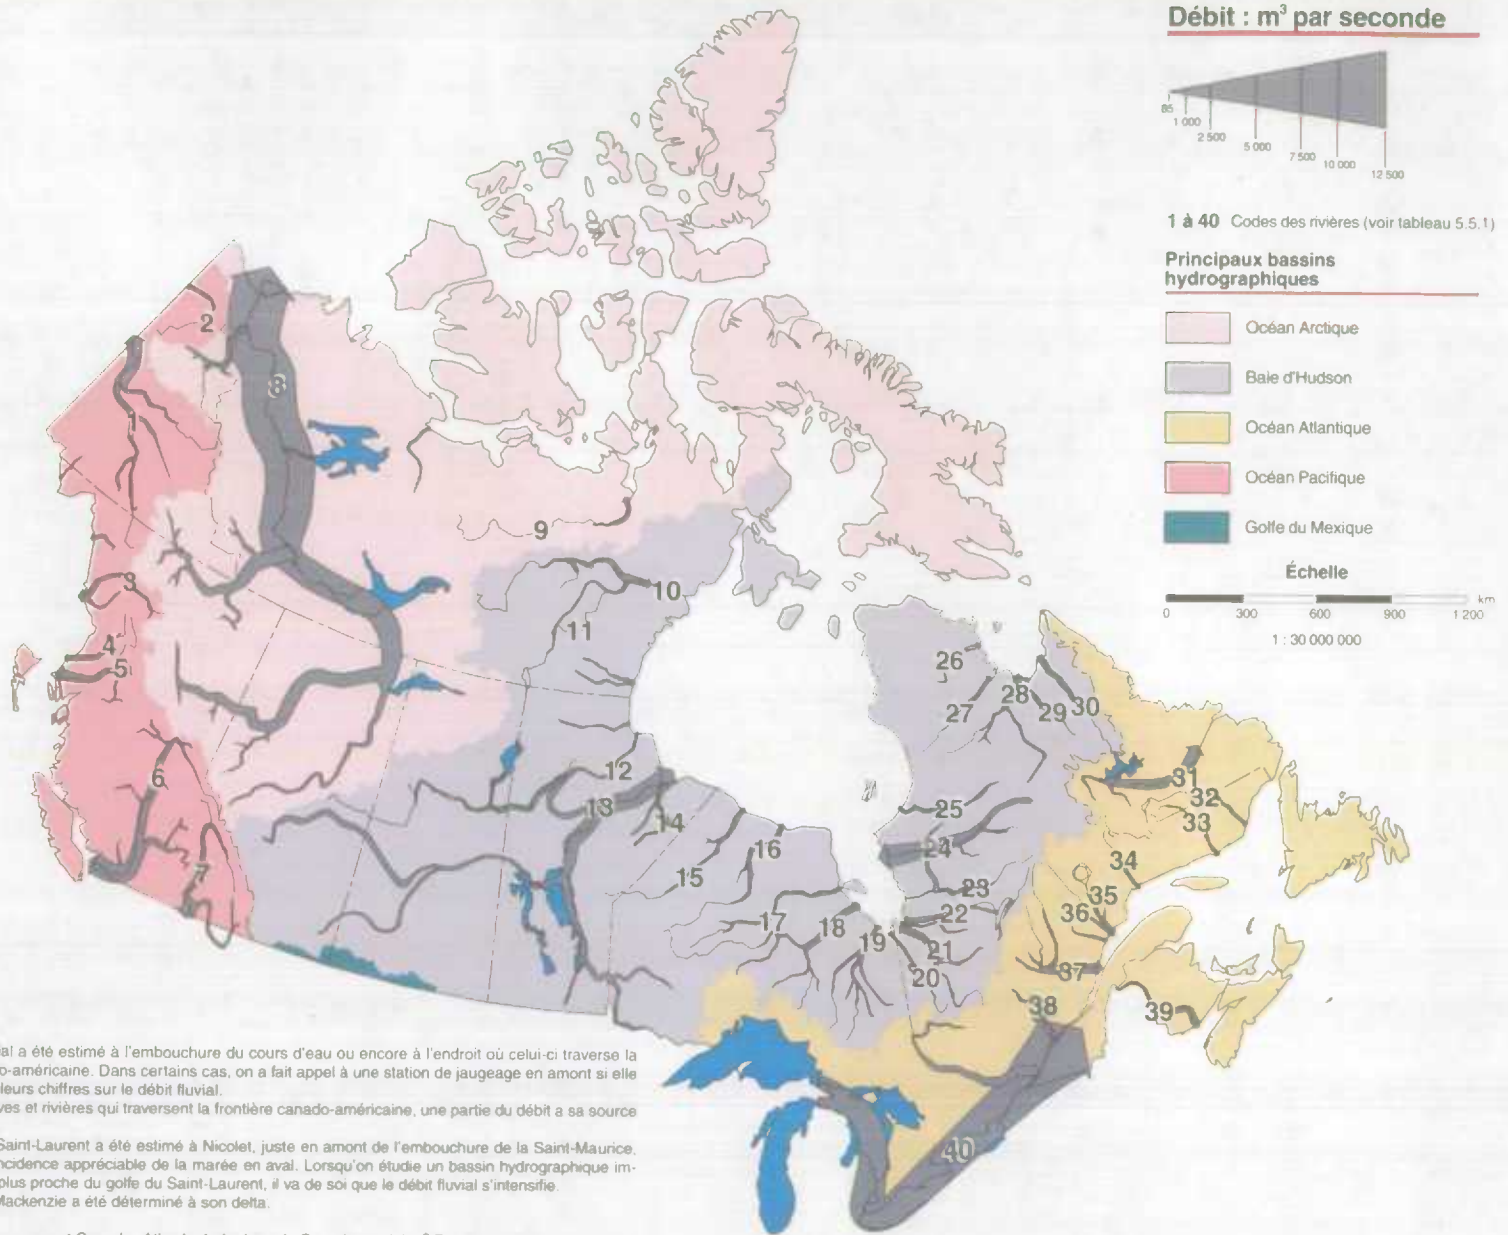 Débit : m³ par seconde
85
1 000
2 500
5 000
7 500
10 000
12 500
1 à 40 Codes des rivières (voir tableau 5.5.1)
Principaux bassins
hydrographiques
Océan Arctique
Baie d'Hudson
Océan Atlantique
Océan Pacifique
Golfe du Mexique
Échelle
0 300 600 900 1 200 km
1 : 30 000 000
1
2
3
4
5
6
7
8
9
10
11
12
13
14
15
16
17
18
19
20
21
22
23
24
25
26
27
28
29
30
31
32
33
34
35
36
37
38
39
40
ial a été estimé à l'embouchure du cours d'eau ou encore à l'endroit où celui-ci traverse la
o-américaine. Dans certains cas, on a fait appel à une station de jaugeage en amont si elle
leurs chiffres sur le débit fluvial.
ves et rivières qui traversent la frontière canado-américaine, une partie du débit a sa source
Saint-Laurent a été estimé à Nicolet, juste en amont de l'embouchure de la Saint-Maurice.
ncidence appréciable de la marée en aval. Lorsqu'on étudie un bassin hydrographique im-
plus proche du golfe du Saint-Laurent, il va de soi que le débit fluvial s'intensifie.
Mackenzie a été déterminé à son delta.